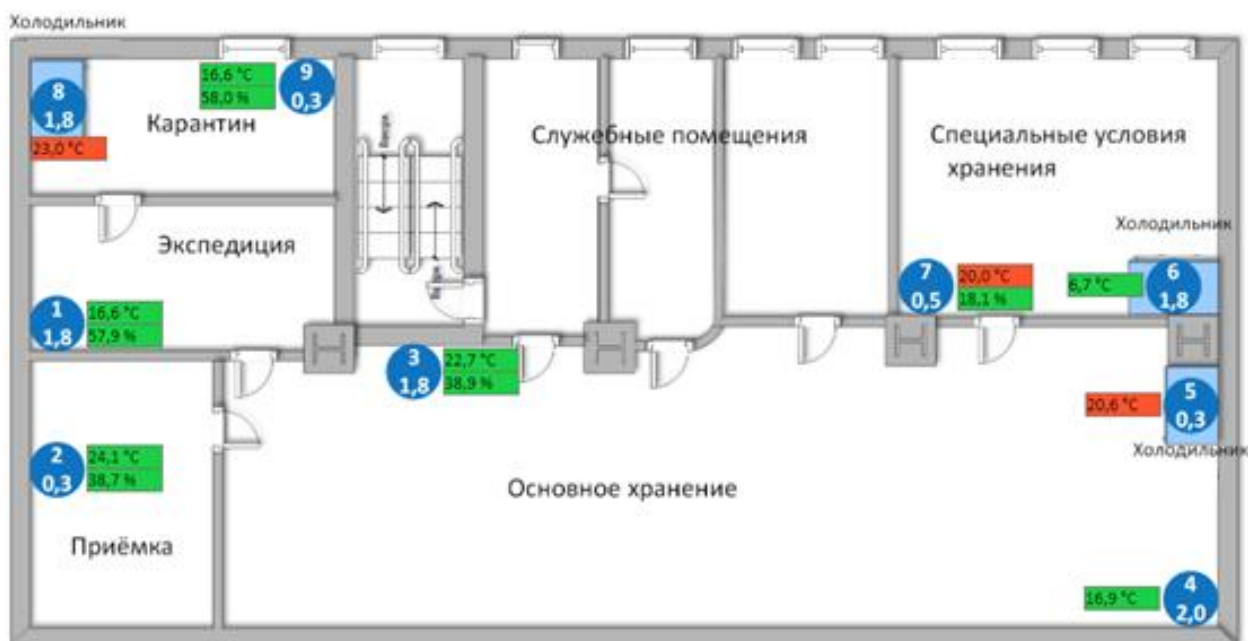 Холодильник
8
1,8
23,0 °C
16,6 °C
58,0 %
9
0,3
Карантин
Служебные помещения
Специальные условия
хранения
Экспедиция
Холодильник
1
1,8
16,6 °C
57,9 %
7
0,5
20,0 °C
18,1 %
6,7 °C
6
1,8
3
1,8
22,7 °C
38,9 %
20,6 °C
5
0,3
Холодильник
2
0,3
24,1 °C
38,7 %
Основное хранение
Приёмка
16,9 °C
4
2,0